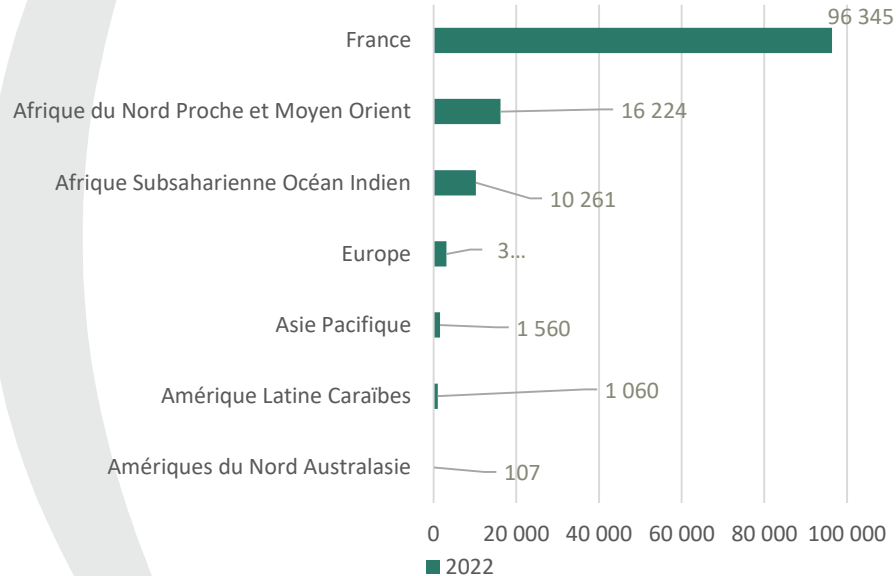 96 345
France
Afrique du Nord Proche et Moyen Orient
16 224
Afrique Subsaharienne Océan Indien
10 261
Europe
3...
Asie Pacifique
1 560
Amérique Latine Caraïbes
1 060
Amériques du Nord Australasie
107
0 20 000 40 000 60 000 80 000 100 000
2022